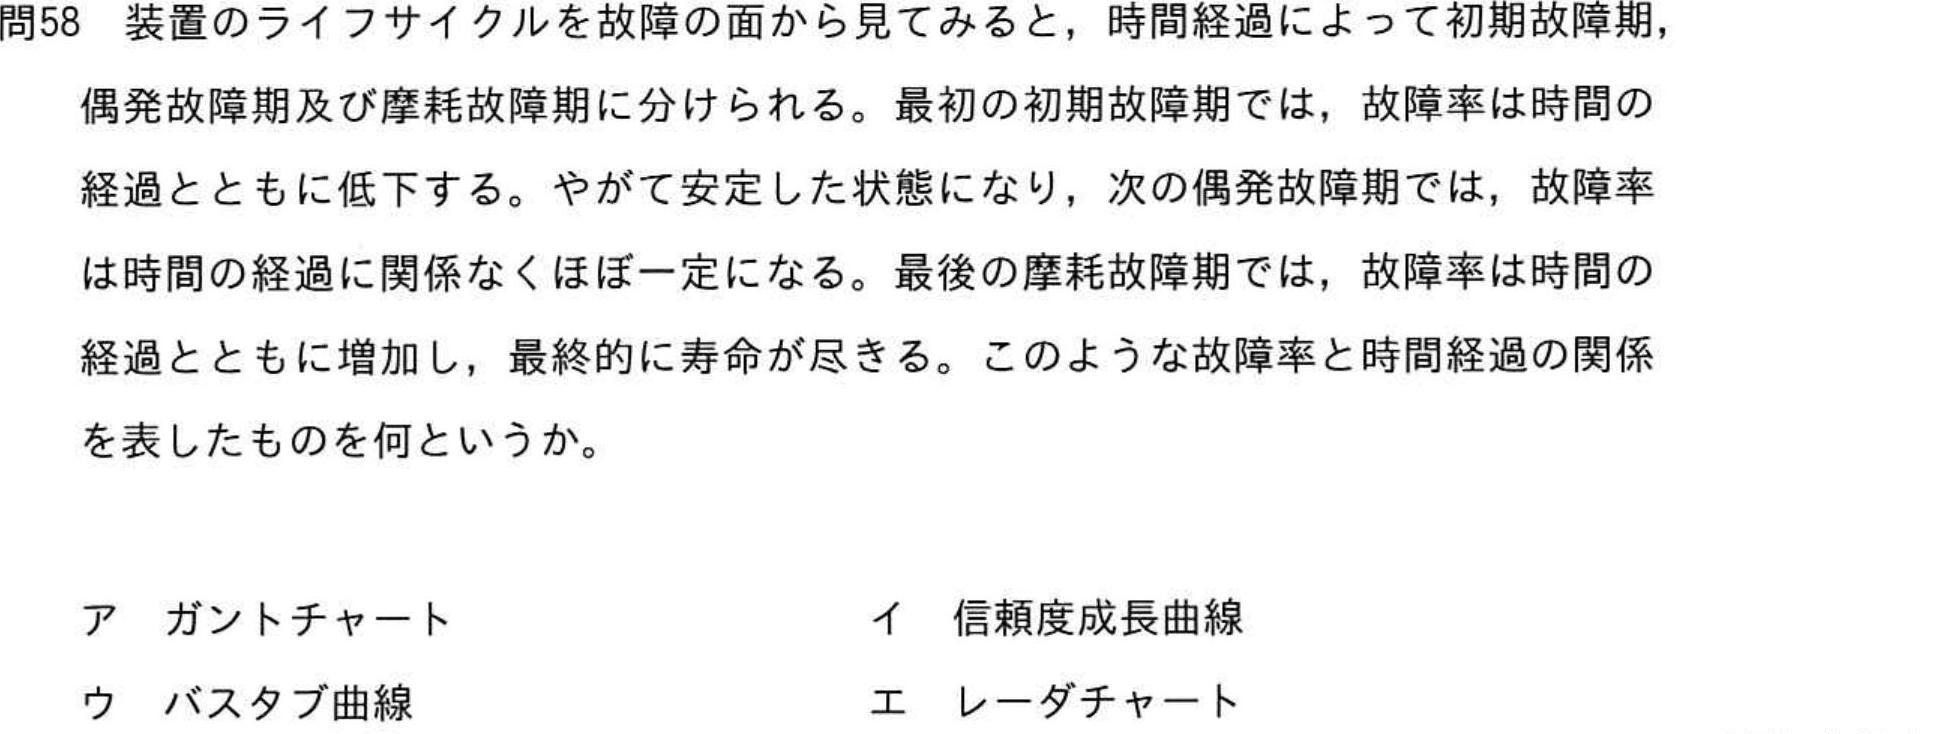 問58 装置のライフサイクルを故障の面から見てみると，時間経過によって初期故障期，
偶発故障期及び摩耗故障期に分けられる。最初の初期故障期では，故障率は時間の
経過とともに低下する。やがて安定した状態になり，次の偶発故障期では，故障率
は時間の経過に関係なくほぼ一定になる。最後の摩耗故障期では，故障率は時間の
経過とともに増加し，最終的に寿命が尽きる。このような故障率と時間経過の関係
を表したものを何というか。
ア ガントチャート イ 信頼度成長曲線
ウ バスタブ曲線 エ レーダチャート